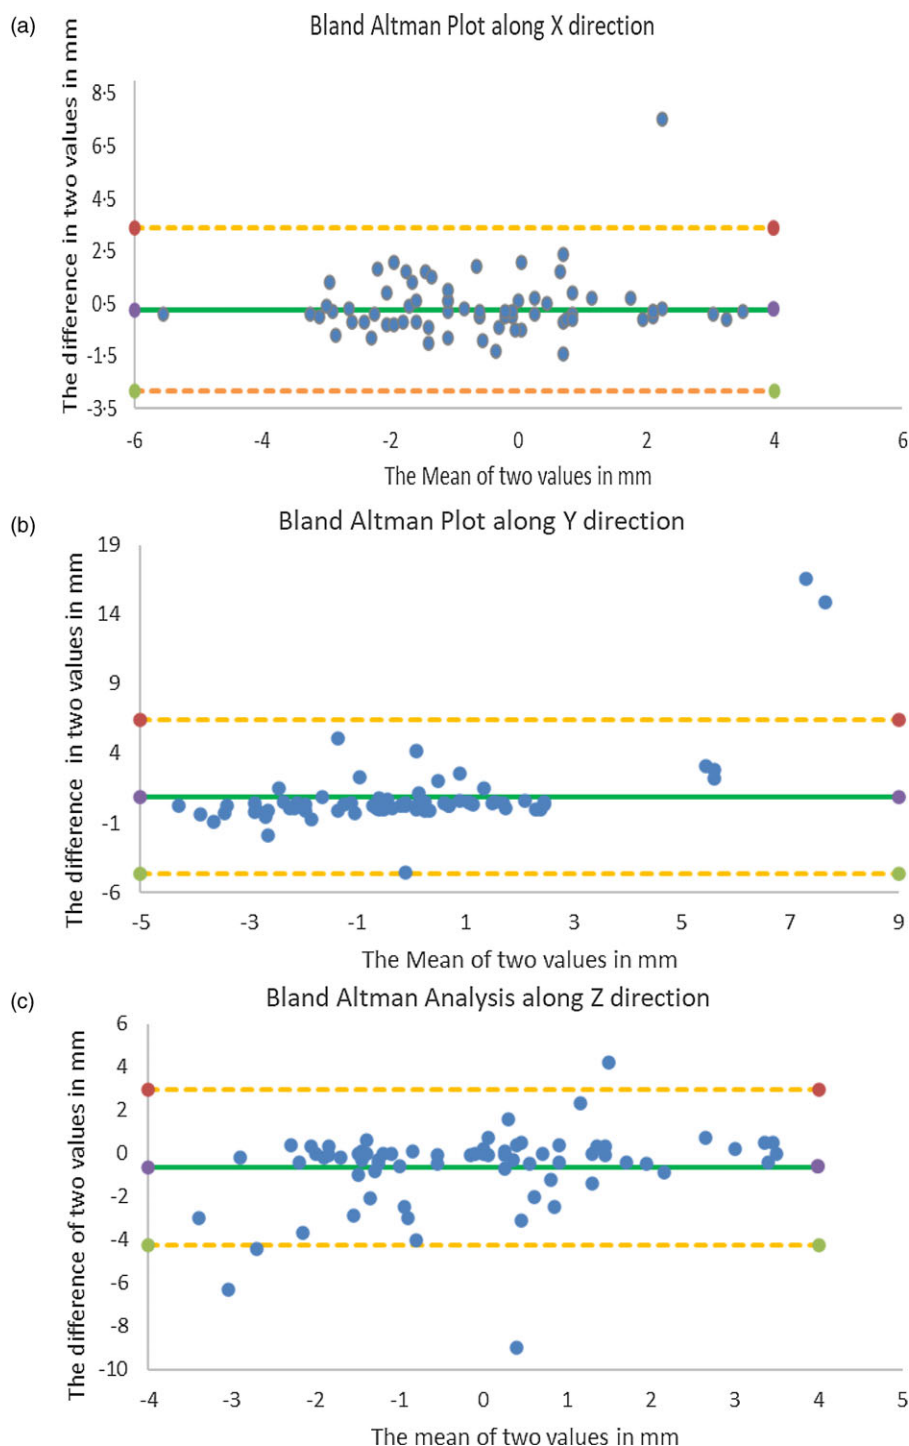 (a)
Bland Altman Plot along X direction
The difference in two values in mm
8·5
6·5
4·5
2·5
0·5
-1·5
-3·5
-6 -4 -2 0 2 4 6
The Mean of two values in mm
(b)
Bland Altman Plot along Y direction
The difference in two values in mm
19
14
9
4
-1
-6
-5 -3 -1 1 3 5 7 9
The Mean of two values in mm
(c)
Bland Altman Analysis along Z direction
The difference of two values in mm
6
4
2
0
-2
-4
-6
-8
-10
-4 -3 -2 -1 0 1 2 3 4 5
The mean of two values in mm